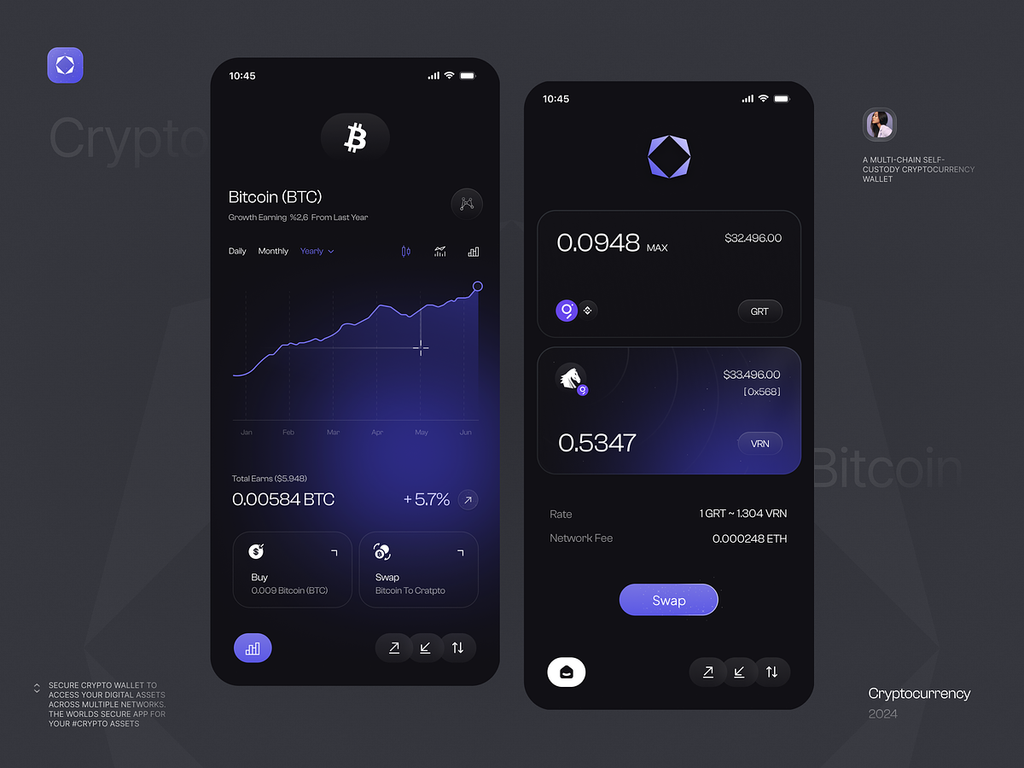 Crypto
10:45
Bitcoin (BTC)
Growth Earning %2,6 From Last Year
Daily Monthly Yearly
Jan Feb Mar Apr May Jun
Total Earns ($5.948)
0.00584 BTC +5.7%
Buy
0.009 Bitcoin (BTC)
Swap
Bitcoin To Cratpto
10:45
0.0948 MAX $32.496.00
GRT
$33.496.00
[0x568]
0.5347 VRN
Rate 1 GRT ~ 1.304 VRN
Network Fee 0.000248 ETH
Swap
A MULTI-CHAIN SELF-
CUSTODY CRYPTOCURRENCY
WALLET
Bitcoin
SECURE CRYPTO WALLET TO
ACCESS YOUR DIGITAL ASSETS
ACROSS MULTIPLE NETWORKS.
THE WORLDS SECURE APP FOR
YOUR #CRYPTO ASSETS
Cryptocurrency
2024